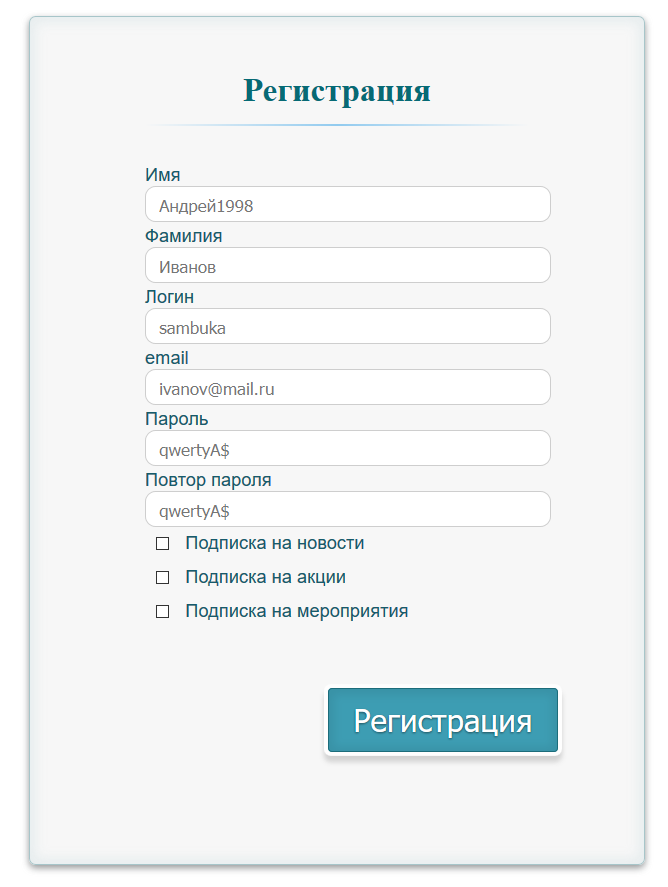 Регистрация
Имя
Андрей1998
Фамилия
Иванов
Логин
sambuka
email
ivanov@mail.ru
Пароль
qwertyA$
Повтор пароля
qwertyA$
Подписка на новости
Подписка на акции
Подписка на мероприятия
Регистрация